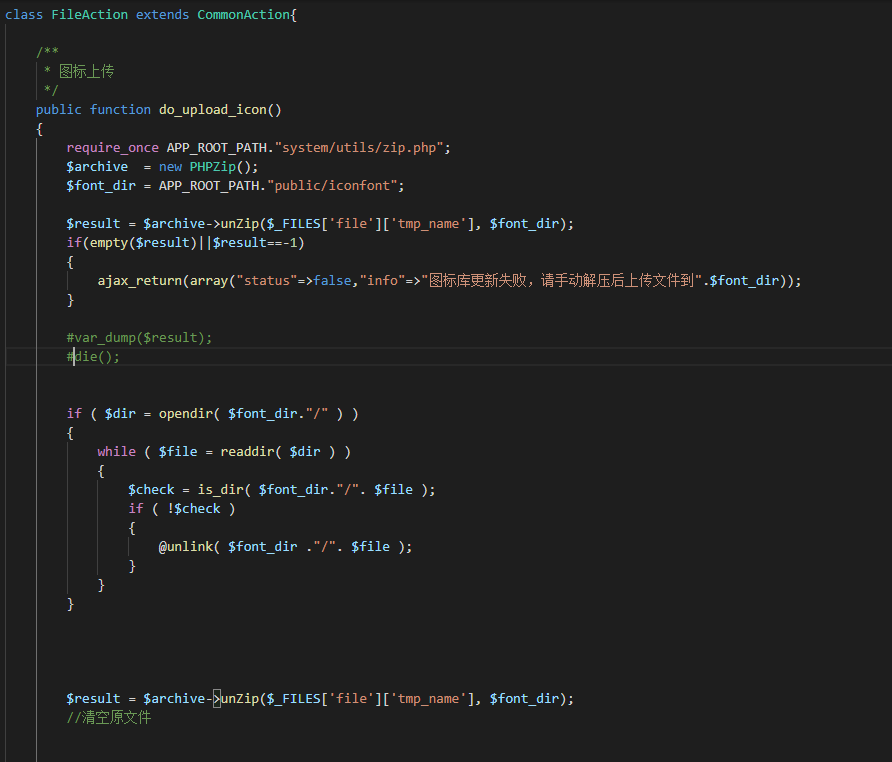 class FileAction extends CommonAction{
/**
* 图标上传
*/
public function do_upload_icon()
{
require_once APP_ROOT_PATH."system/utils/zip.php";
$archive  = new PHPZip();
$font_dir = APP_ROOT_PATH."public/iconfont";
$result = $archive->unZip($_FILES['file']['tmp_name'], $font_dir);
if(empty($result)||$result==-1)
{
ajax_return(array("status"=>false,"info"=>"图标库更新失败，请手动解压后上传文件到".$font_dir));
}
#var_dump($result);
#die();
if ( $dir = opendir( $font_dir."/" ) )
{
while ( $file = readdir( $dir ) )
{
$check = is_dir( $font_dir."/". $file );
if ( !$check )
{
@unlink( $font_dir ."/". $file );
}
}
}
$result = $archive->unZip($_FILES['file']['tmp_name'], $font_dir);
//清空原文件